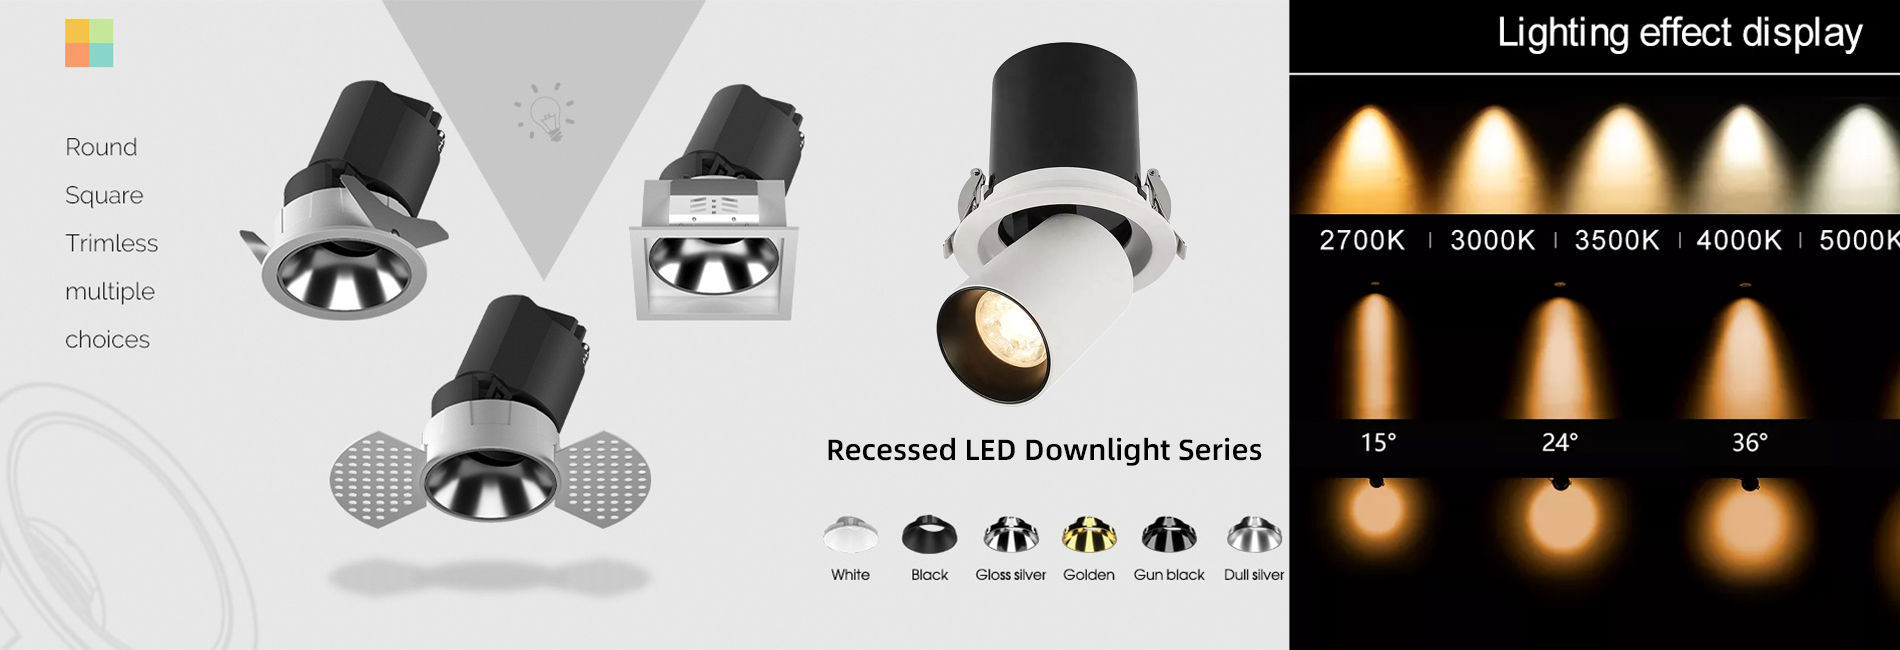 Round
Square
Trimless
multiple
choices
Recessed LED Downlight Series
White Black Gloss silver Golden Gun black Dull silver
Lighting effect display
2700K | 3000K | 3500K | 4000K | 5000K
15° 24° 36°